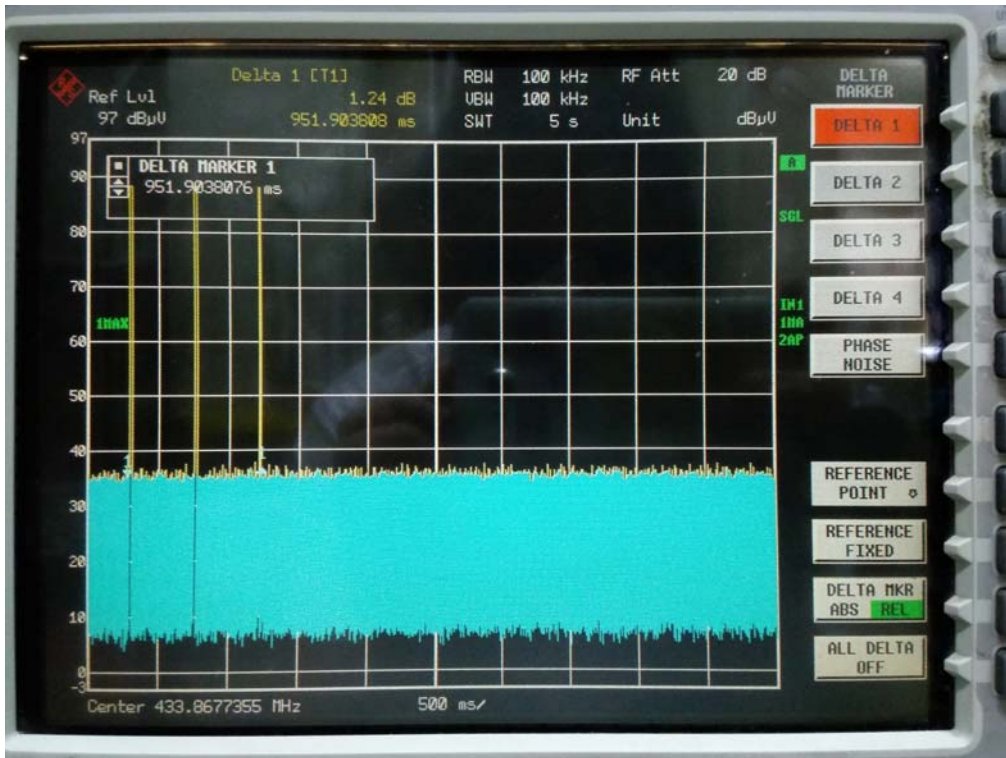 Delta 1 [T1]
RBW 100 kHz
RF Att 20 dB
Ref Lvl
1.24 dB
VBW 100 kHz
97 dBµV
951.903808 ms
SWT 5 s
Unit dBµV
97
DELTA MARKER 1
951.9038076 ms
90
80
70
1MAX
60
50
40
30
20
10
0
-3
A
SGL
IN1
1MA
2AP
1
1
Center 433.8677355 MHz
500 ms/
DELTA
MARKER
DELTA 1
DELTA 2
DELTA 3
DELTA 4
PHASE
NOISE
REFERENCE
POINT
REFERENCE
FIXED
DELTA MKR
ABS REL
ALL DELTA
OFF